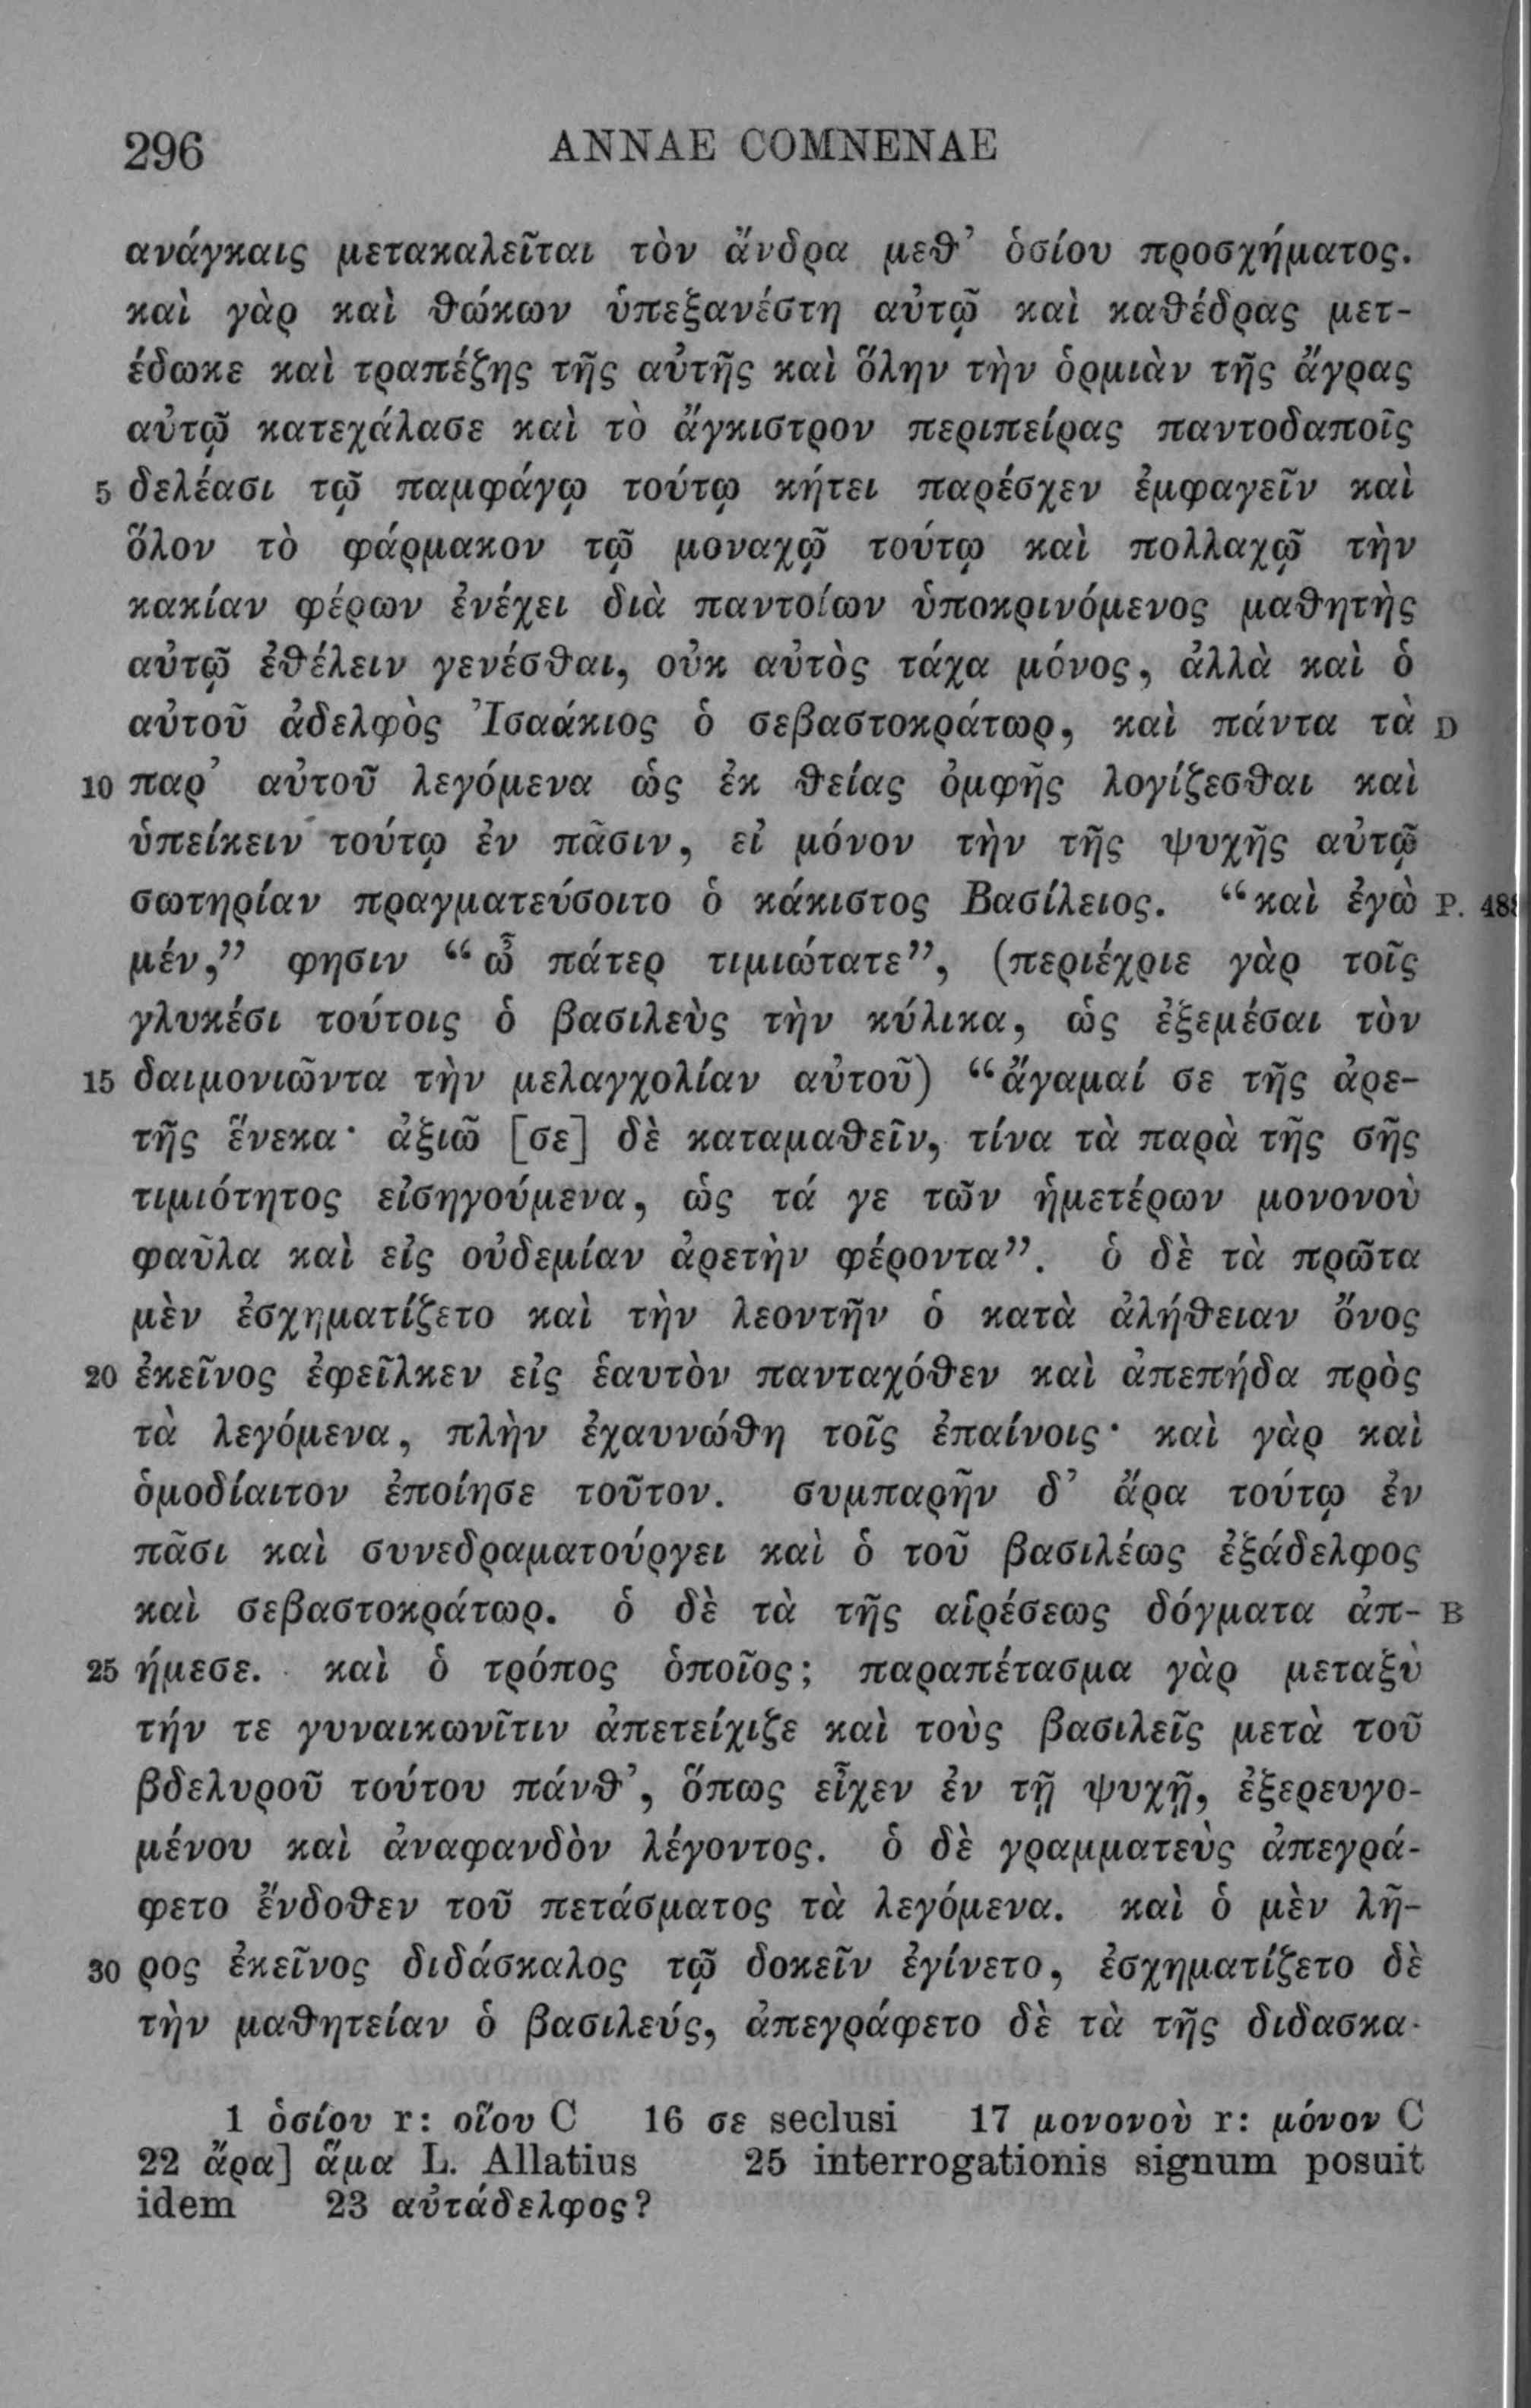 296 ANNAE COMNENAE
ανάγκαις μετακαλεῖται τὸν ἄνδρα μεθ’ ὁσίου προσχήματος.
καὶ γὰρ καὶ θώκων ὑπεξανέστη αὐτῷ καὶ καθέδρας μετ-
έδωκε καὶ τραπέζης τῆς αὐτῆς καὶ ὅλην τὴν ὁρμιὰν τῆς ἄγρας
αὐτῷ κατεχάλασε καὶ τὸ ἄγκιστρον περιπείρας παντοδαποῖς
5 δελέασι τῷ παμφάγῳ τούτῳ κήτει παρέσχεν ἐμφαγεῖν καὶ
ὅλον τὸ φάρμακον τῷ μοναχῷ τούτῳ καὶ πολλαχῷ τὴν
κακίαν φέρων ἐνέχει διὰ παντοίων ὑποκρινόμενος μαθητὴς
αὐτῷ ἐθέλειν γενέσθαι, οὐκ αὐτὸς τάχα μόνος, ἀλλὰ καὶ ὁ
αὐτοῦ ἀδελφὸς Ἰσαάκιος ὁ σεβαστοκράτωρ, καὶ πάντα τὰ D
10 παρ’ αὐτοῦ λεγόμενα ὡς ἐκ θείας ὀμφῆς λογίζεσθαι καὶ
ὑπείκειν τούτῳ ἐν πᾶσιν, εἰ μόνον τὴν τῆς ψυχῆς αὐτῷ
σωτηρίαν πραγματεύσοιτο ὁ κάκιστος Βασίλειος. “καὶ ἐγὼ P. 488
μέν,” φησιν “ὦ πάτερ τιμιώτατε”, (περιέχριε γὰρ τοῖς
γλυκέσι τούτοις ὁ βασιλεὺς τὴν κύλικα, ὡς ἐξεμέσαι τὸν
15 δαιμονιῶντα τὴν μελαγχολίαν αὐτοῦ) “ἄγαμαί σε τῆς ἀρε-
τῆς ἕνεκα· ἀξιῶ [σε] δὲ καταμαθεῖν, τίνα τὰ παρὰ τῆς σῆς
τιμιότητος εἰσηγούμενα, ὡς τά γε τῶν ἡμετέρων μονονοὺ
φαῦλα καὶ εἰς οὐδεμίαν ἀρετὴν φέροντα”. ὁ δὲ τὰ πρῶτα
μὲν ἐσχηματίζετο καὶ τὴν λεοντῆν ὁ κατὰ ἀλήθειαν ὄνος
20 ἐκεῖνος ἐφεῖλκεν εἰς ἑαυτὸν πανταχόθεν καὶ ἀπεπήδα πρὸς
τὰ λεγόμενα, πλὴν ἐχαυνώθη τοῖς ἐπαίνοις· καὶ γὰρ καὶ
ὁμοδίαιτον ἐποίησε τοῦτον. συμπαρῆν δ’ ἄρα τούτῳ ἐν
πᾶσι καὶ συνεδραματούργει καὶ ὁ τοῦ βασιλέως ἐξάδελφος
καὶ σεβαστοκράτωρ. ὁ δὲ τὰ τῆς αἱρέσεως δόγματα ἀπ- B
25 ήμεσε. καὶ ὁ τρόπος ὁποῖος; παραπέτασμα γὰρ μεταξὺ
τήν τε γυναικωνῖτιν ἀπετείχιζε καὶ τοὺς βασιλεῖς μετὰ τοῦ
βδελυροῦ τούτου πάνθ’, ὅπως εἶχεν ἐν τῇ ψυχῇ, ἐξερευγο-
μένου καὶ ἀναφανδὸν λέγοντος. ὁ δὲ γραμματεὺς ἀπεγρά-
φετο ἔνδοθεν τοῦ πετάσματος τὰ λεγόμενα. καὶ ὁ μὲν λῆ-
30 ρος ἐκεῖνος διδάσκαλος τῷ δοκεῖν ἐγίνετο, ἐσχηματίζετο δὲ
τὴν μαθητείαν ὁ βασιλεύς, ἀπεγράφετο δὲ τὰ τῆς διδασκα-
1 ὁσίου r: οἵου C 16 σε seclusi 17 μονονοὺ r: μόνον C
22 ἄρα] ἅμα L. Allatius 25 interrogationis signum posuit
idem 23 αὐτάδελφος?